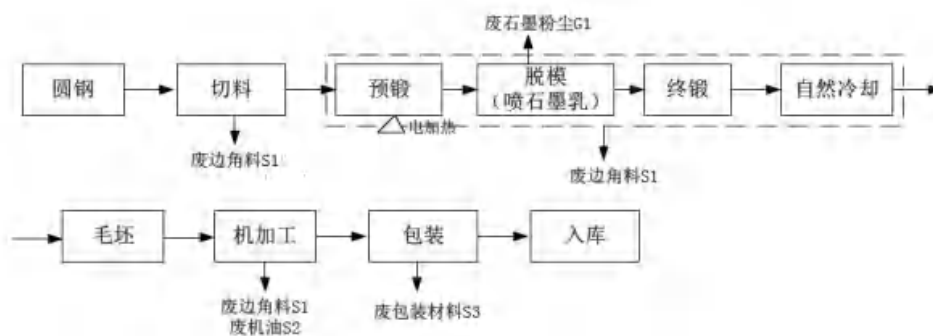 废石墨粉尘G1
圆钢
切料
预锻
脱模
（喷石墨乳）
终锻
自然冷却
电加热
废边角料S1
废边角料S1
毛坯
机加工
包装
入库
废边角料S1
废机油S2
废包装材料S3